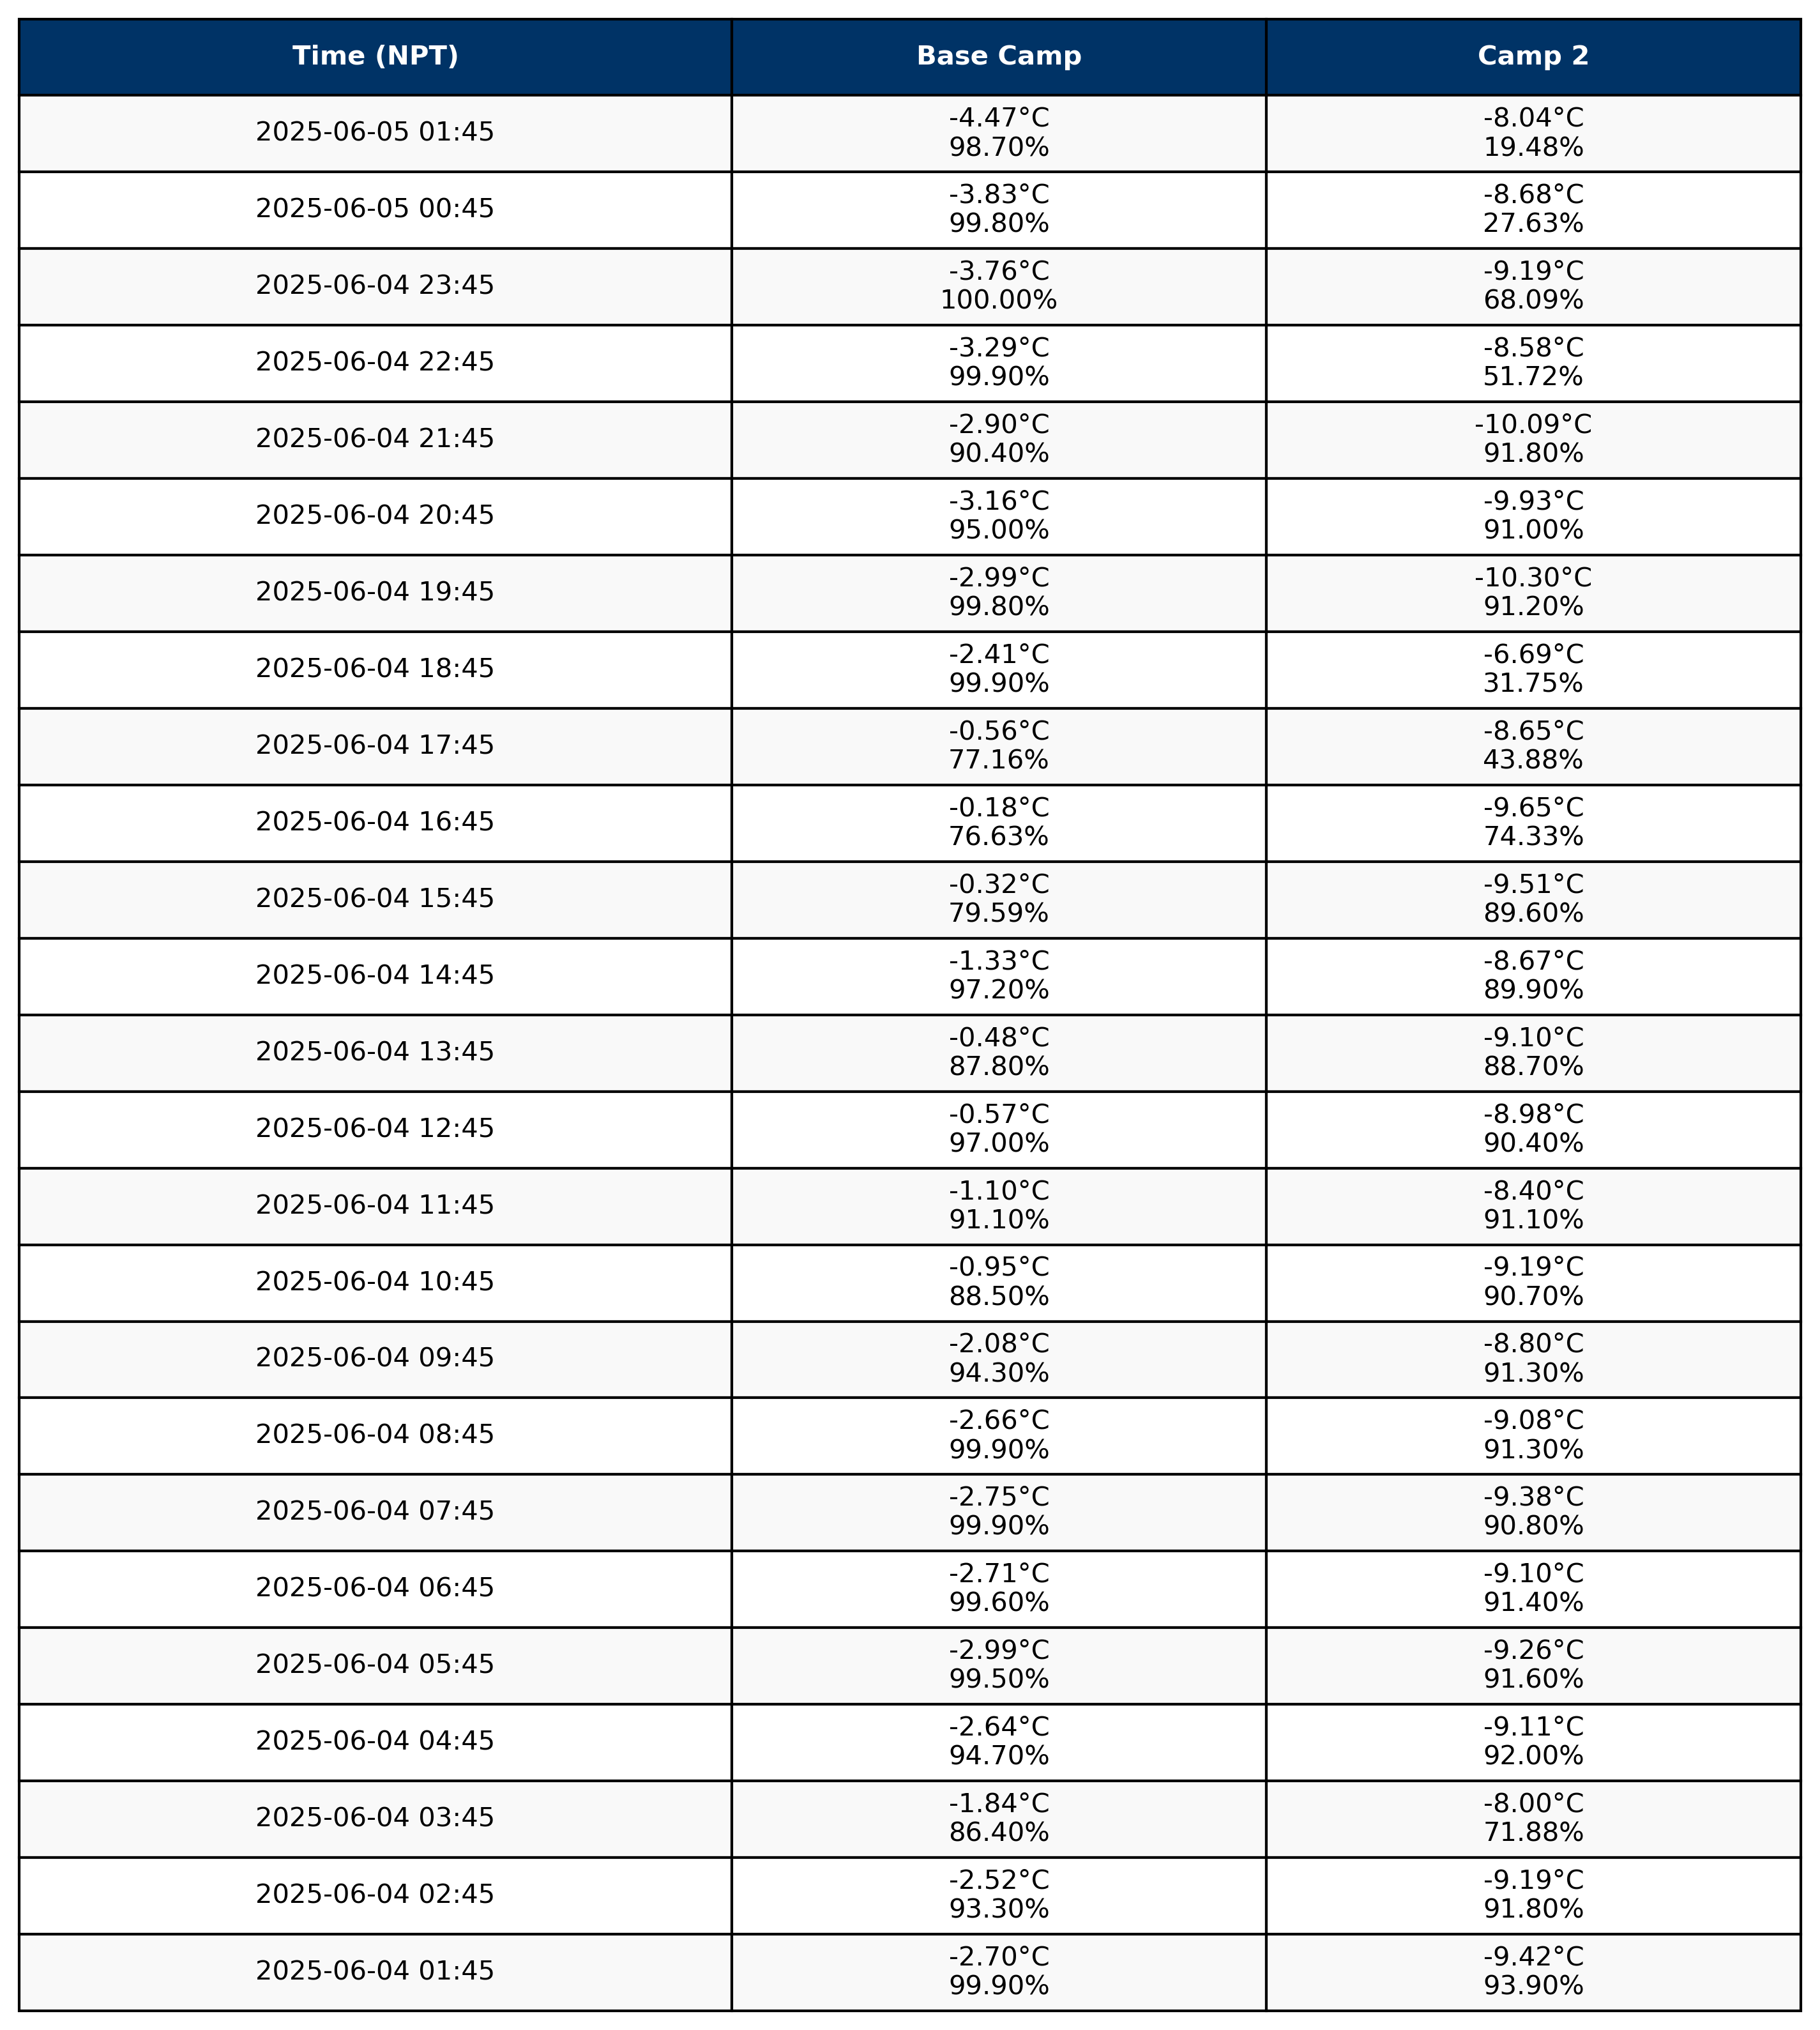 Time (NPT) Base Camp Camp 2
2025-06-05 01:45 -4.47°C -8.04°C
98.70% 19.48%
2025-06-05 00:45 -3.83°C -8.68°C
99.80% 27.63%
2025-06-04 23:45 -3.76°C -9.19°C
100.00% 68.09%
2025-06-04 22:45 -3.29°C -8.58°C
99.90% 51.72%
2025-06-04 21:45 -2.90°C -10.09°C
90.40% 91.80%
2025-06-04 20:45 -3.16°C -9.93°C
95.00% 91.00%
2025-06-04 19:45 -2.99°C -10.30°C
99.80% 91.20%
2025-06-04 18:45 -2.41°C -6.69°C
99.90% 31.75%
2025-06-04 17:45 -0.56°C -8.65°C
77.16% 43.88%
2025-06-04 16:45 -0.18°C -9.65°C
76.63% 74.33%
2025-06-04 15:45 -0.32°C -9.51°C
79.59% 89.60%
2025-06-04 14:45 -1.33°C -8.67°C
97.20% 89.90%
2025-06-04 13:45 -0.48°C -9.10°C
87.80% 88.70%
2025-06-04 12:45 -0.57°C -8.98°C
97.00% 90.40%
2025-06-04 11:45 -1.10°C -8.40°C
91.10% 91.10%
2025-06-04 10:45 -0.95°C -9.19°C
88.50% 90.70%
2025-06-04 09:45 -2.08°C -8.80°C
94.30% 91.30%
2025-06-04 08:45 -2.66°C -9.08°C
99.90% 91.30%
2025-06-04 07:45 -2.75°C -9.38°C
99.90% 90.80%
2025-06-04 06:45 -2.71°C -9.10°C
99.60% 91.40%
2025-06-04 05:45 -2.99°C -9.26°C
99.50% 91.60%
2025-06-04 04:45 -2.64°C -9.11°C
94.70% 92.00%
2025-06-04 03:45 -1.84°C -8.00°C
86.40% 71.88%
2025-06-04 02:45 -2.52°C -9.19°C
93.30% 91.80%
2025-06-04 01:45 -2.70°C -9.42°C
99.90% 93.90%